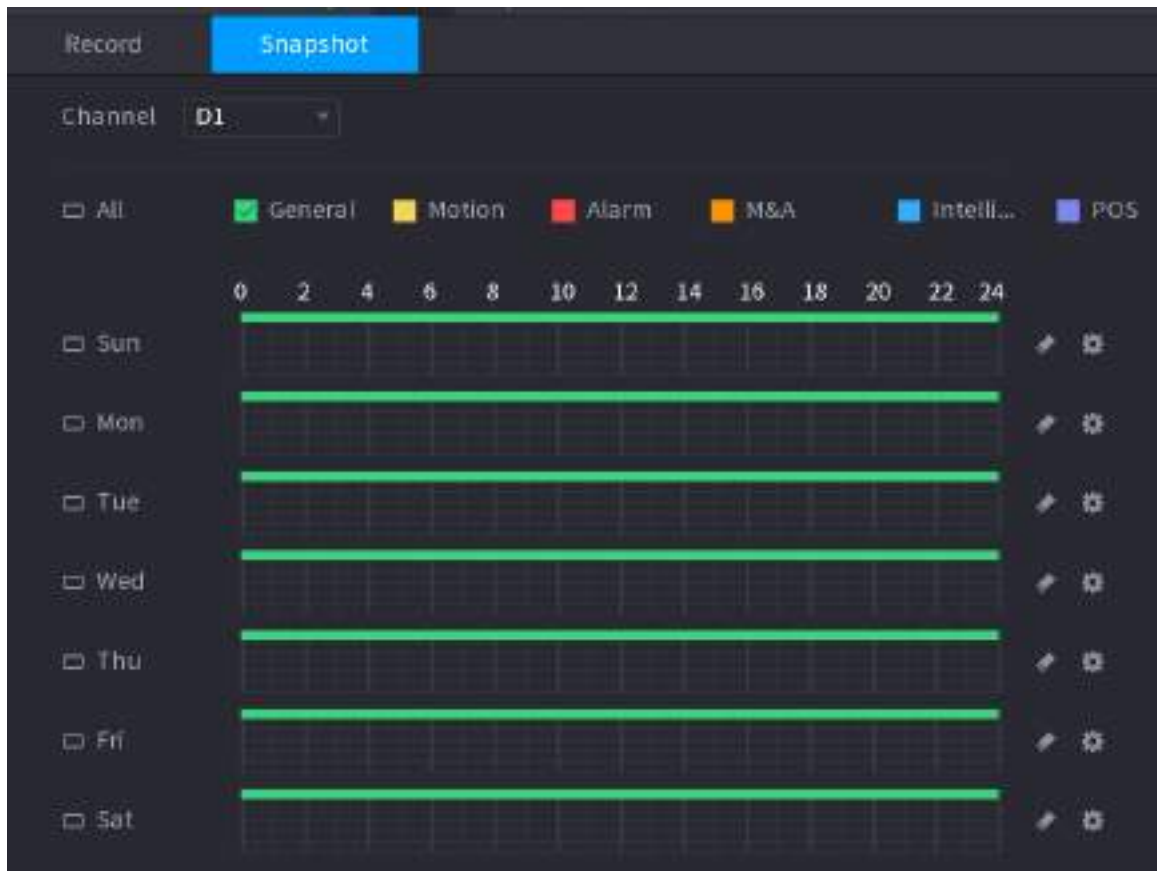 Record Snapshot
Channel D1
All General Motion Alarm M&A Intelli... POS
0 2 4 6 8 10 12 14 16 18 20 22 24
Sun
Mon
Tue
Wed
Thu
Fri
Sat